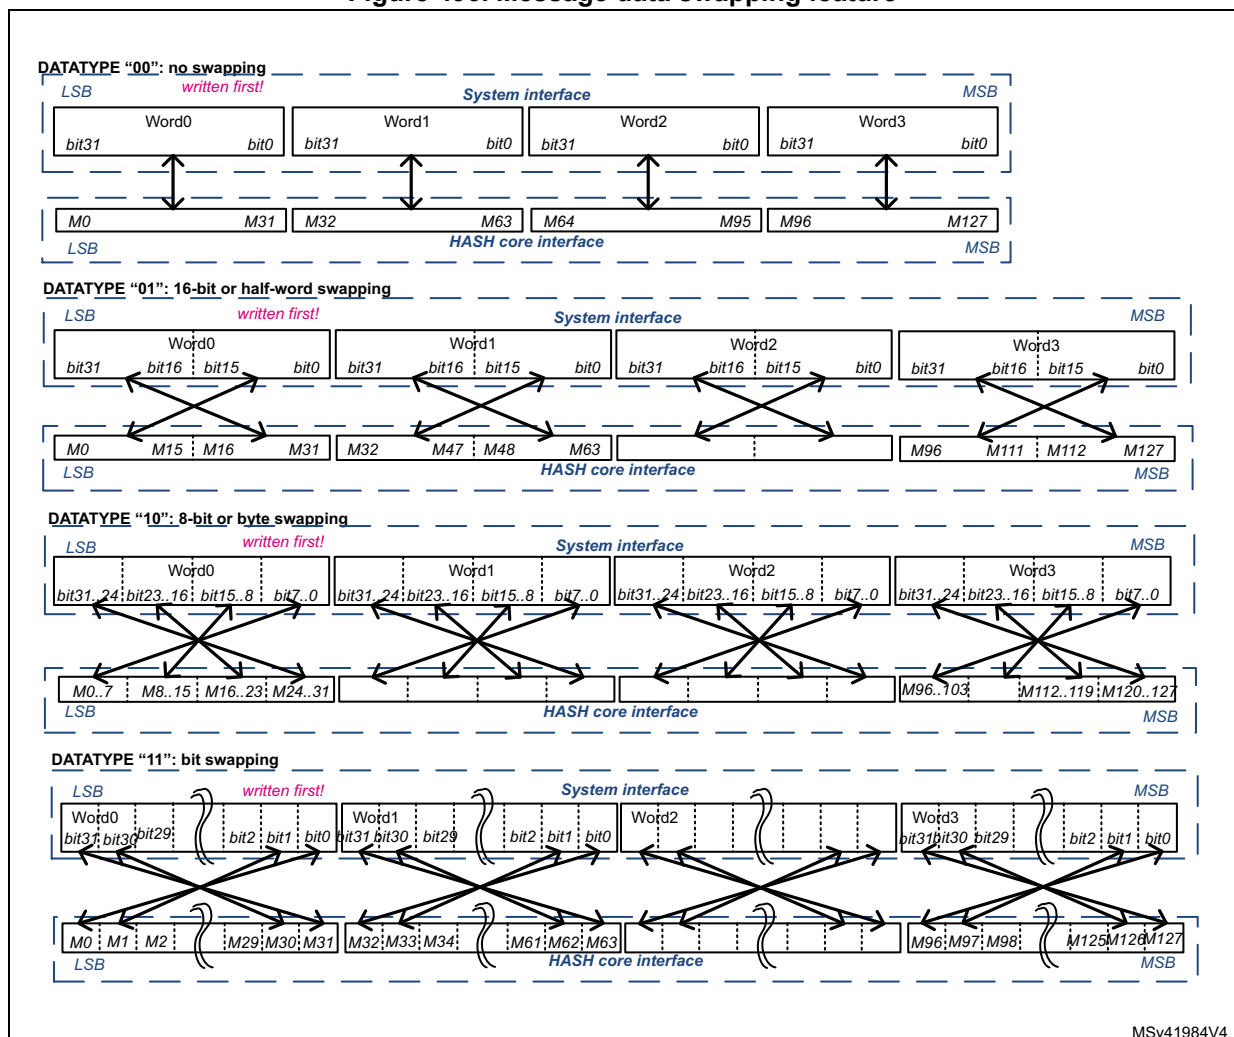 DATATYPE “00”: no swapping
LSB written first! System interface MSB
Word0 Word1 Word2 Word3
bit31 bit0 bit31 bit0 bit31 bit0 bit31 bit0
M0 M31 M32 M63 M64 M95 M96 M127
LSB HASH core interface MSB
DATATYPE “01”: 16-bit or half-word swapping
LSB written first! System interface MSB
Word0 Word1 Word2 Word3
bit31 bit16 bit15 bit0 bit31 bit16 bit15 bit0 bit31 bit16 bit15 bit0 bit31 bit16 bit15 bit0
M0 M15 M16 M31 M32 M47 M48 M63 M96 M111 M112 M127
LSB HASH core interface MSB
DATATYPE “10”: 8-bit or byte swapping
LSB written first! System interface MSB
Word0 Word1 Word2 Word3
bit31..24 bit23..16 bit15..8 bit7..0 bit31..24 bit23..16 bit15..8 bit7..0 bit31..24 bit23..16 bit15..8 bit7..0 bit31..24 bit23..16 bit15..8 bit7..0
M0..7 M8..15 M16..23 M24..31 M96..103 M112..119 M120..127
LSB HASH core interface MSB
DATATYPE “11”: bit swapping
LSB written first! System interface MSB
Word0 Word1 Word2 Word3
bit31 bit30 bit29 bit2 bit1 bit0 bit31 bit30 bit29 bit2 bit1 bit0 bit31 bit30 bit29 bit2 bit1 bit0
M0 M1 M2 M29 M30 M31 M32 M33 M34 M61 M62 M63 M96 M97 M98 M125 M126 M127
LSB HASH core interface MSB
MSv41984V4